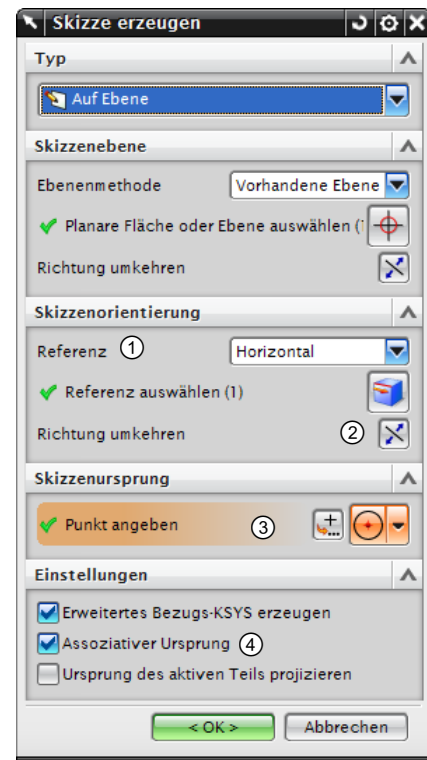 Skizze erzeugen
Typ
Auf Ebene
Skizzenebene
Ebenenmethode Vorhandene Ebene
Planare Fläche oder Ebene auswählen (
Richtung umkehren
Skizzenorientierung
Referenz 1 Horizontal
Referenz auswählen (1)
Richtung umkehren 2
Skizzenursprung
Punkt angeben 3
Einstellungen
Erweitertes Bezugs-KSYS erzeugen
Assoziativer Ursprung 4
Ursprung des aktiven Teils projizieren
< OK > Abbrechen